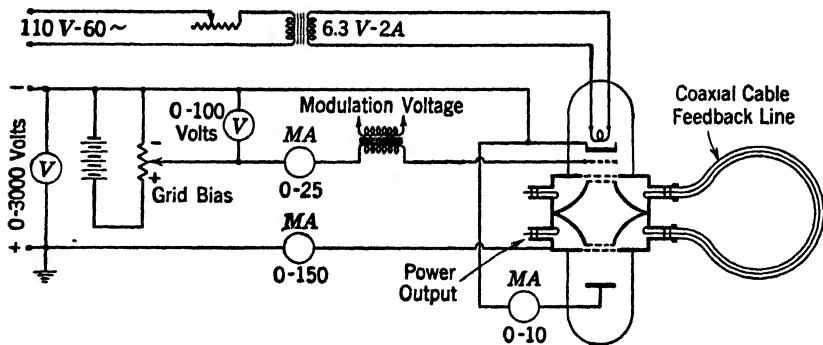 110 V-60~
6.3 V-2A
-
0-3000 Volts
V
-
+
Grid Bias
0-100
Volts
V
MA
0-25
Modulation Voltage
Coaxial Cable
Feedback Line
+
MA
0-150
Power
Output
MA
0-10